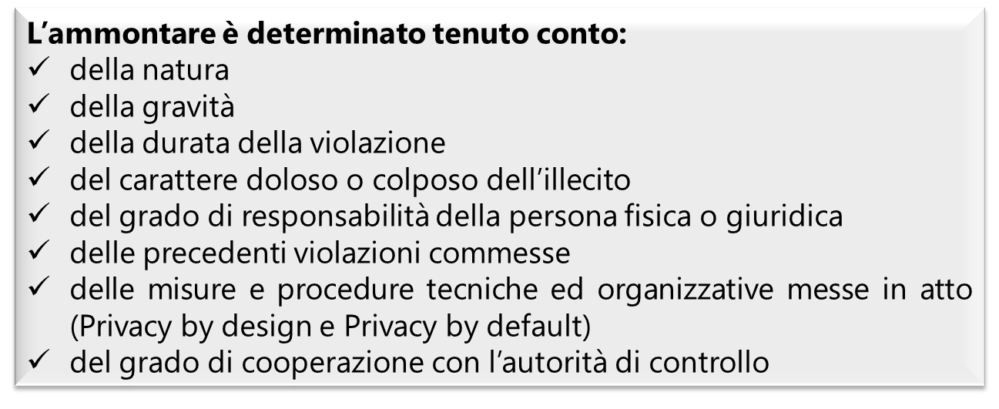 L’ammontare è determinato tenuto conto:
✓ della natura
✓ della gravità
✓ della durata della violazione
✓ del carattere doloso o colposo dell’illecito
✓ del grado di responsabilità della persona fisica o giuridica
✓ delle precedenti violazioni commesse
✓ delle misure e procedure tecniche ed organizzative messe in atto
(Privacy by design e Privacy by default)
✓ del grado di cooperazione con l’autorità di controllo